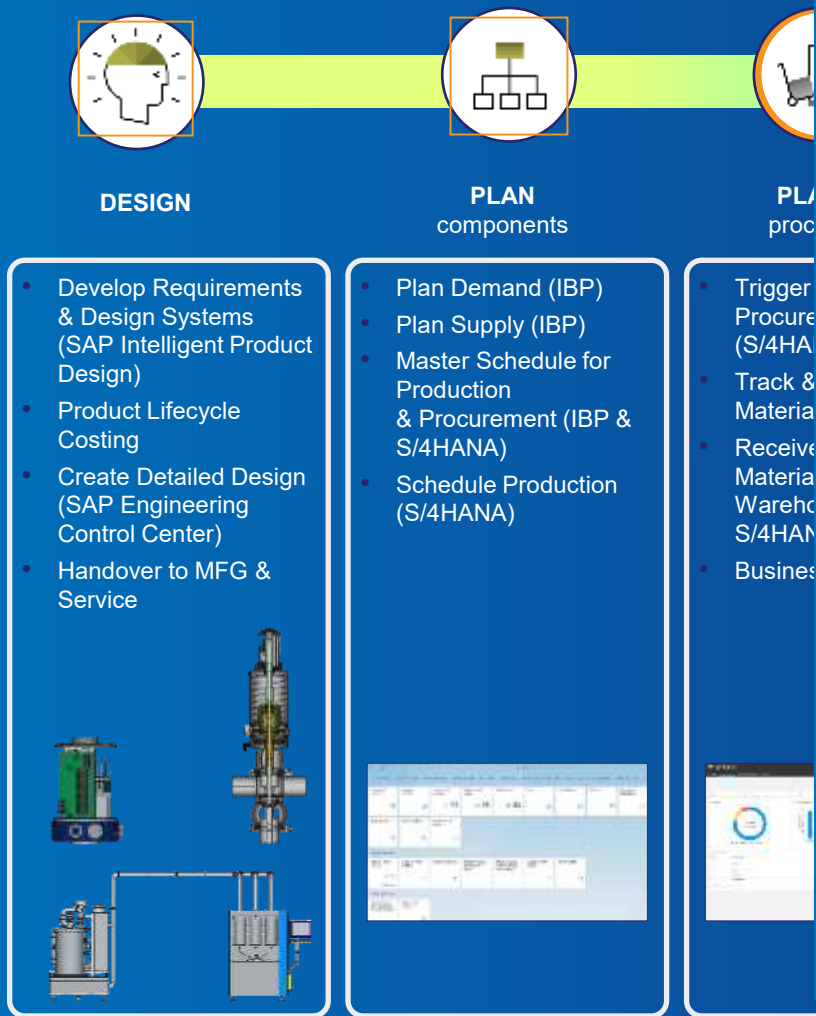 DESIGN
PLAN
components
• Develop Requirements
& Design Systems
(SAP Intelligent Product
Design)
• Product Lifecycle
Costing
• Create Detailed Design
(SAP Engineering
Control Center)
• Handover to MFG &
Service
• Plan Demand (IBP)
• Plan Supply (IBP)
• Master Schedule for
Production
& Procurement (IBP &
S/4HANA)
• Schedule Production
(S/4HANA)
• Trigger
Track &